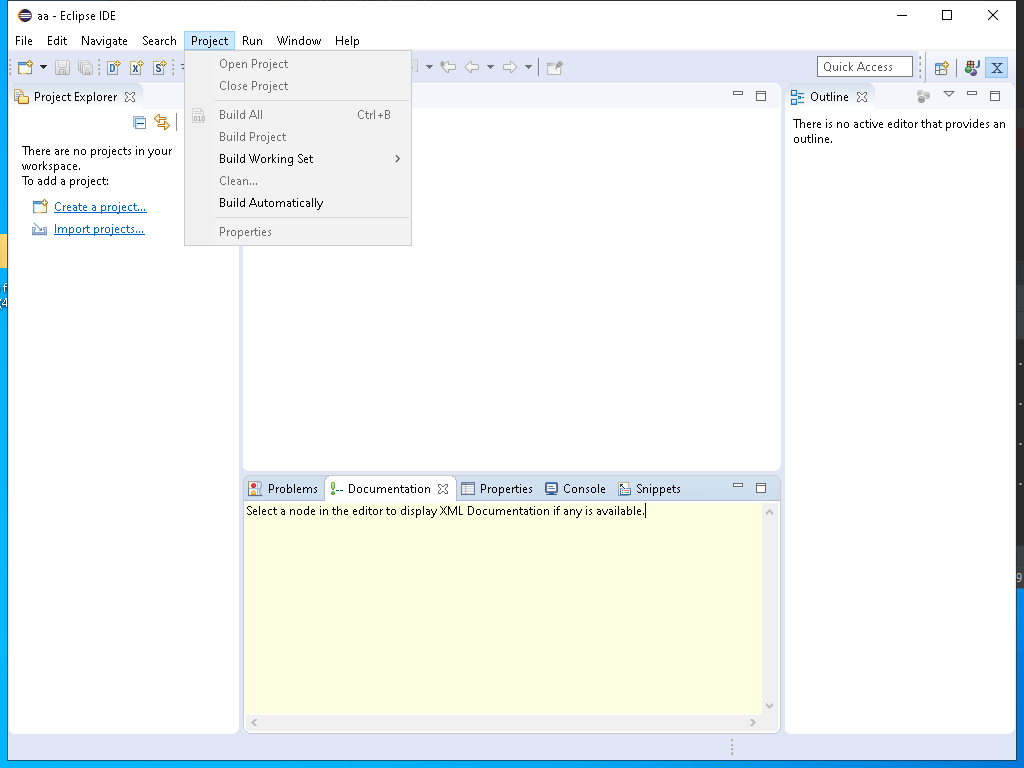 aa - Eclipse IDE
File Edit Navigate Search Project Run Window Help
Quick Access
Open Project
Close Project
Build All Ctrl+B
Build Project
Build Working Set
Clean...
Build Automatically
Properties
Project Explorer
There are no projects in your
workspace.
To add a project:
Create a project...
Import projects...
Outline
There is no active editor that provides an
outline.
Problems Documentation Properties Console Snippets
Select a node in the editor to display XML Documentation if any is available.